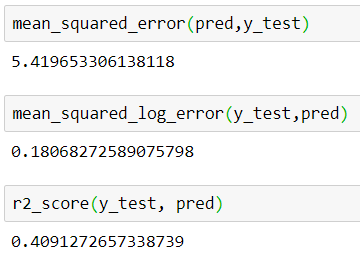 mean_squared_error(pred,y_test)
5.419653306138118
mean_squared_log_error(y_test,pred)
0.18068272589075798
r2_score(y_test, pred)
0.4091272657338739